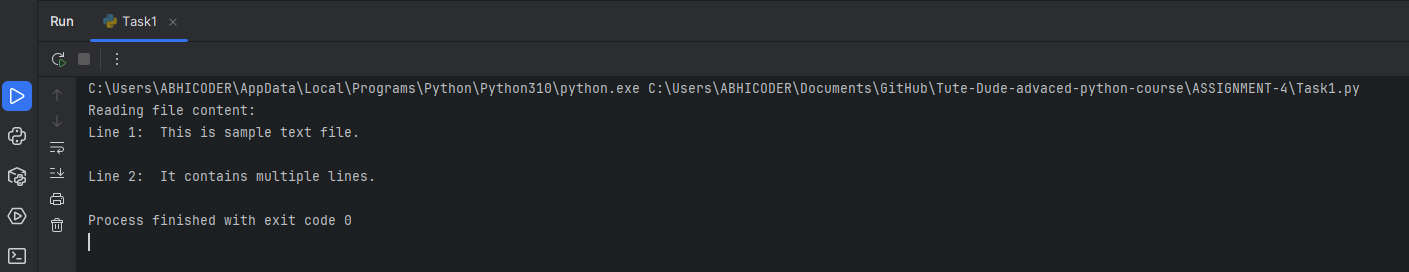 Run Task1
C:\Users\ABHICODER\AppData\Local\Programs\Python\Python310\python.exe C:\Users\ABHICODER\Documents\GitHub\Tute-Dude-advaced-python-course\ASSIGNMENT-4\Task1.py
Reading file content:
Line 1:  This is sample text file.
Line 2:  It contains multiple lines.
Process finished with exit code 0